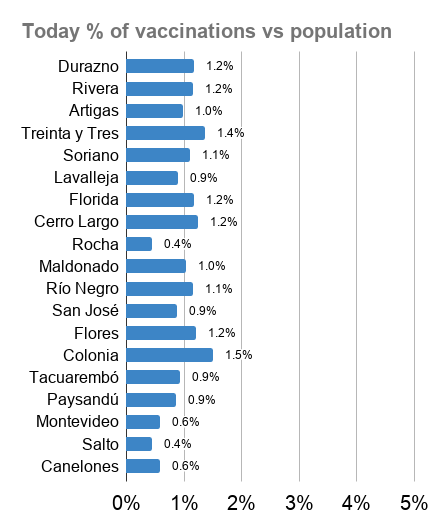 Today % of vaccinations vs population
Durazno 1.2%
Rivera 1.2%
Artigas 1.0%
Treinta y Tres 1.4%
Soriano 1.1%
Lavalleja 0.9%
Florida 1.2%
Cerro Largo 1.2%
Rocha 0.4%
Maldonado 1.0%
Río Negro 1.1%
San José 0.9%
Flores 1.2%
Colonia 1.5%
Tacuarembó 0.9%
Paysandú 0.9%
Montevideo 0.6%
Salto 0.4%
Canelones 0.6%
0% 1% 2% 3% 4% 5%